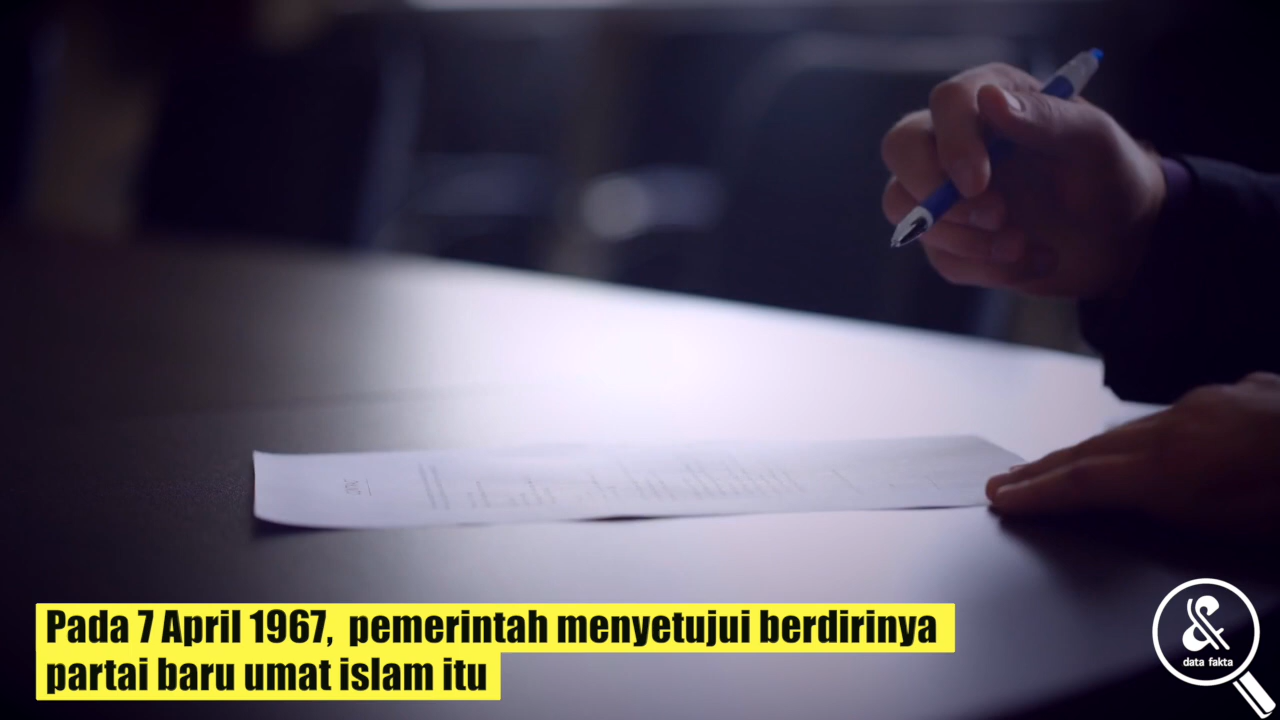 Pada 7 April 1967, pemerintah menyetujui berdirinya
partai baru umat islam itu
&
data fakta